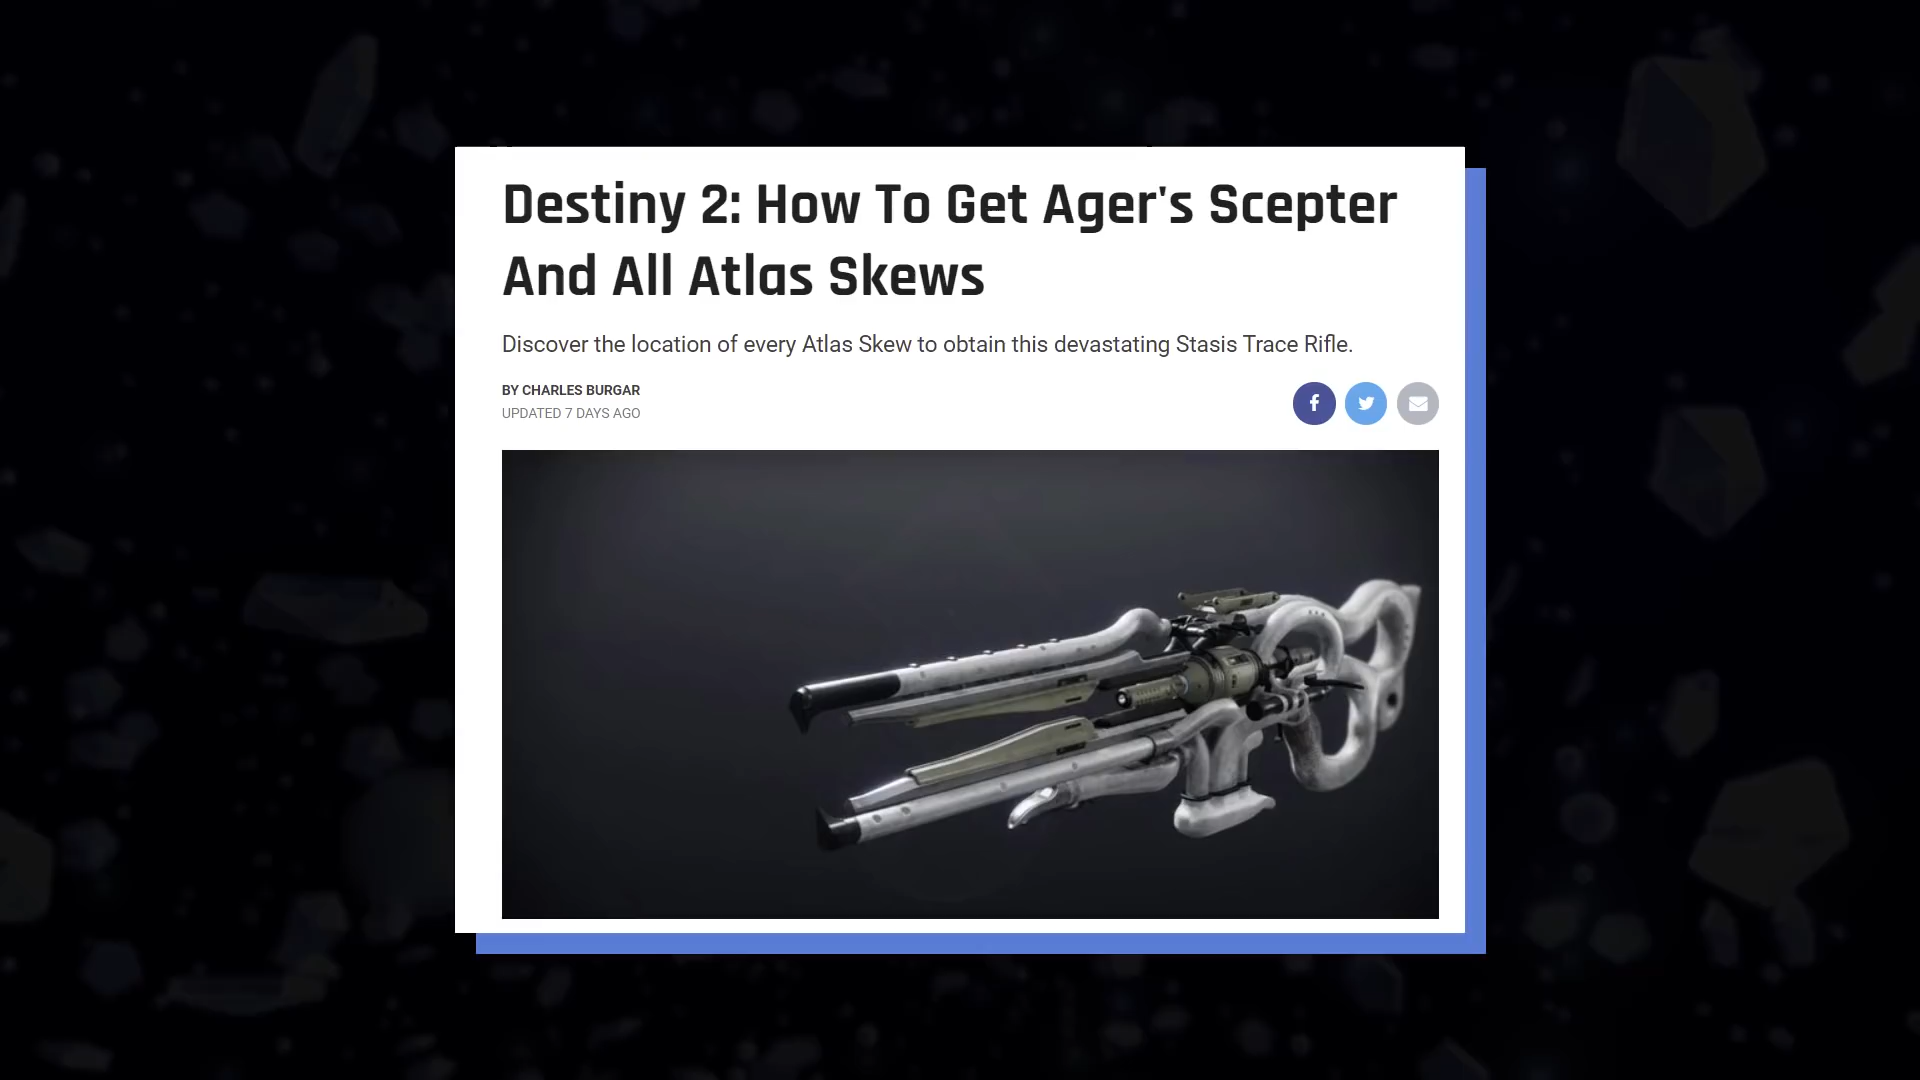 Destiny 2: How To Get Ager's Scepter
And All Atlas Skews
Discover the location of every Atlas Skew to obtain this devastating Stasis Trace Rifle.
BY CHARLES BURGAR
UPDATED 7 DAYS AGO